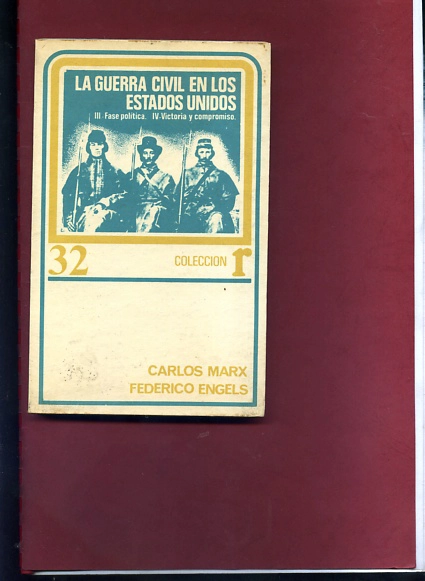 LA GUERRA CIVIL EN LOS
ESTADOS UNIDOS
III Fase política. IV Victoria y compromiso.
32
COLECCION r
CARLOS MARX
FEDERICO ENGELS